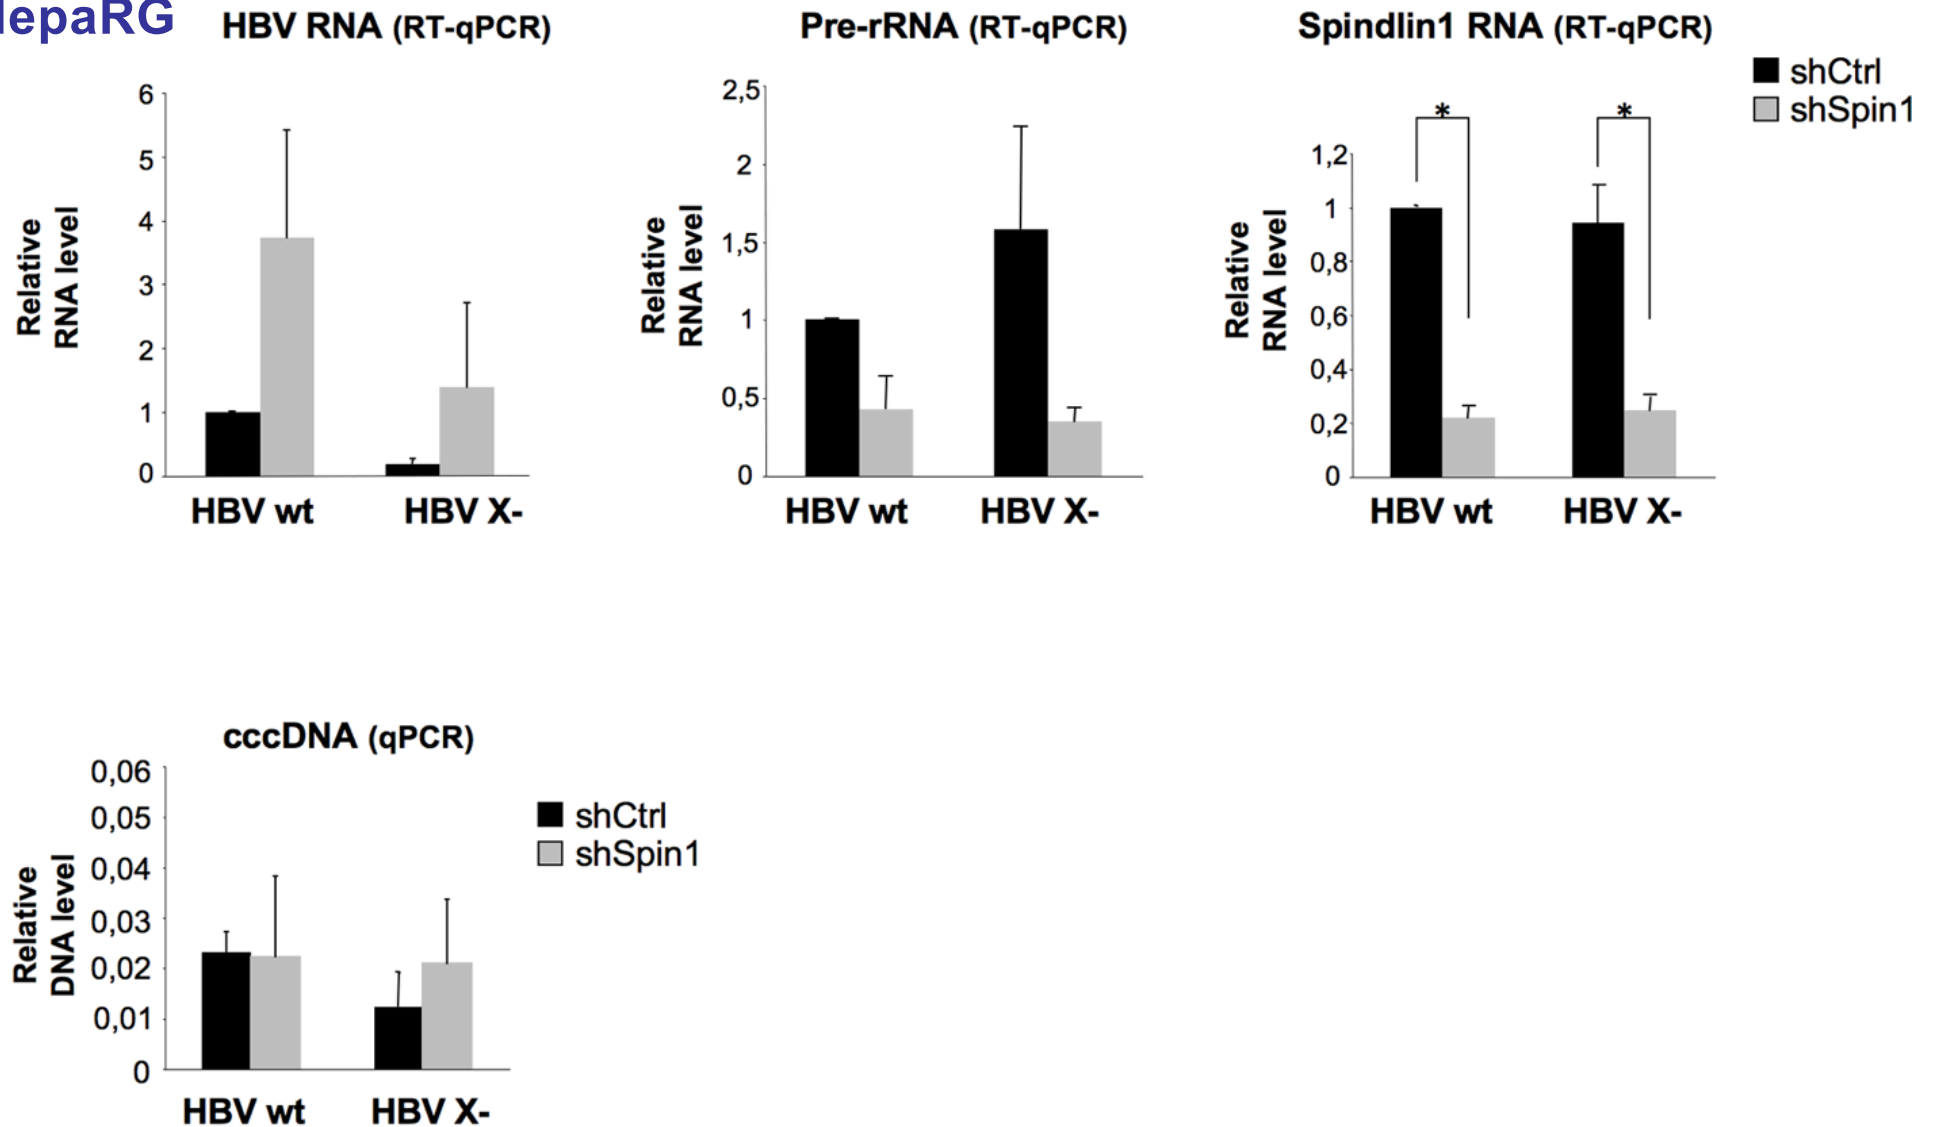 lepaRG
HBV RNA (RT-qPCR)
Relative
RNA level
6
5
4
3
2
1
0
HBV wt
HBV X-
Pre-rRNA (RT-qPCR)
Relative
RNA level
2,5
2
1,5
1
0,5
0
HBV wt
HBV X-
Spindlin1 RNA (RT-qPCR)
Relative
RNA level
1,2
1
0,8
0,6
0,4
0,2
0
*
*
HBV wt
HBV X-
shCtrl
shSpin1
cccDNA (qPCR)
Relative
DNA level
0,06
0,05
0,04
0,03
0,02
0,01
0
HBV wt
HBV X-
shCtrl
shSpin1